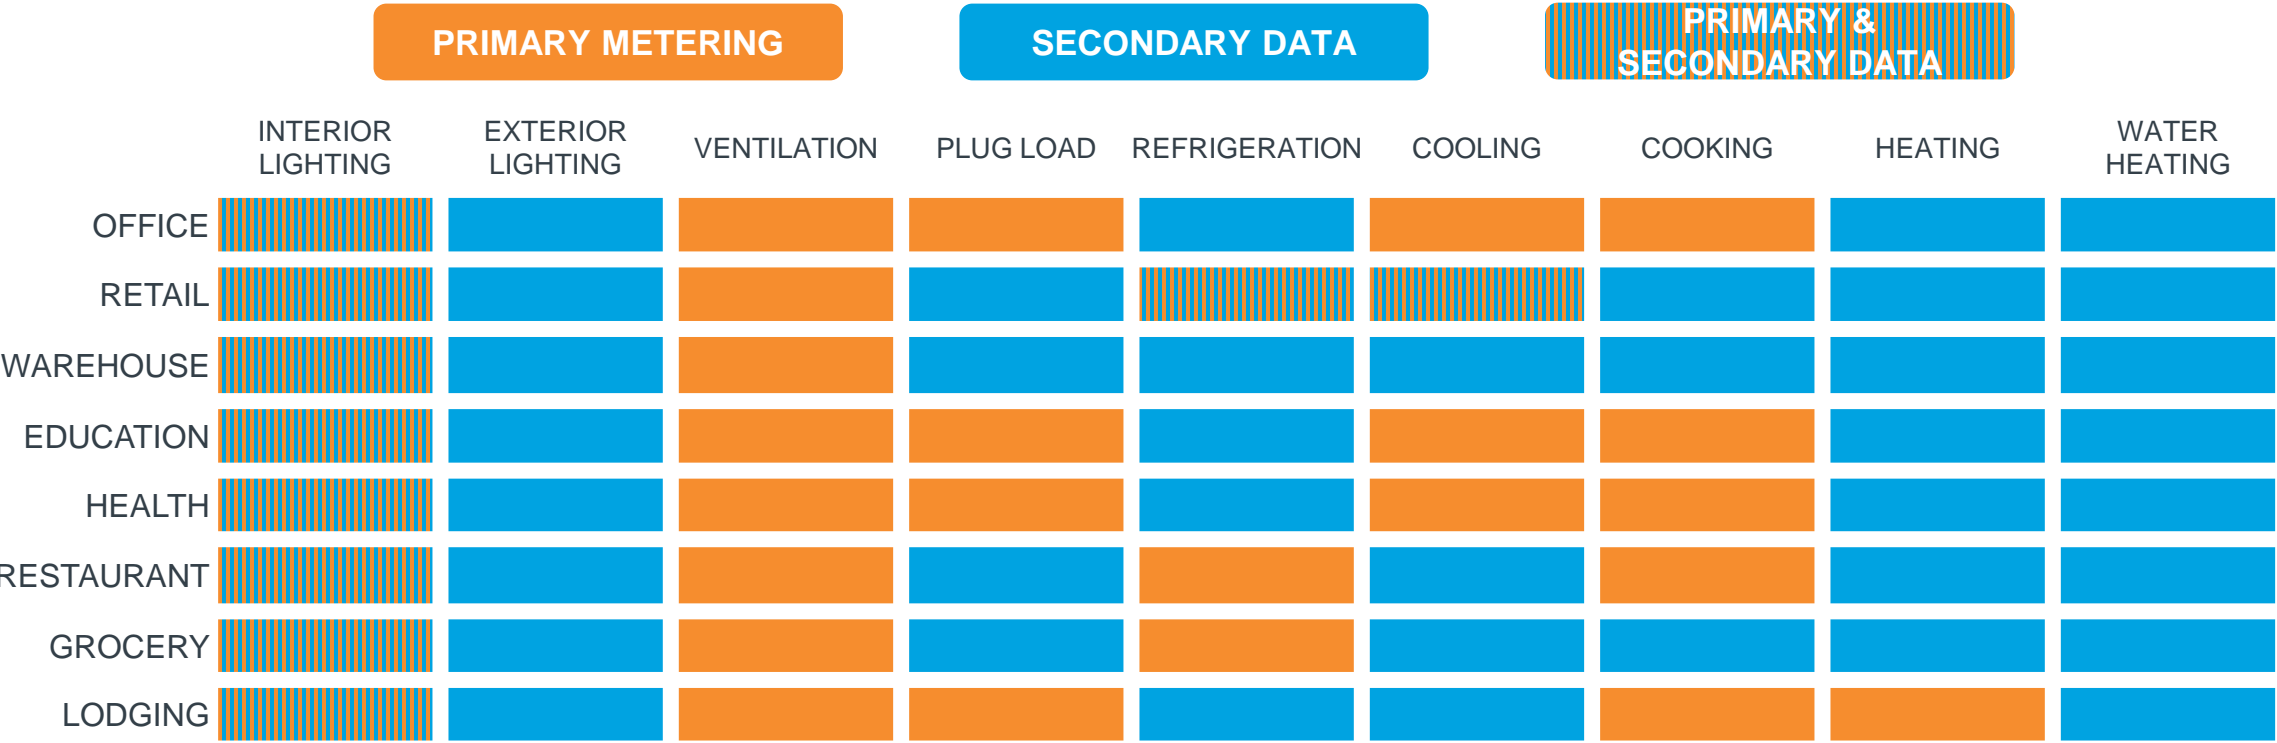 PRIMARY METERING
SECONDARY DATA
PRIMARY &
SECONDARY DATA
INTERIOR
LIGHTING
EXTERIOR
LIGHTING
VENTILATION
PLUG LOAD
REFRIGERATION
COOLING
COOKING
HEATING
WATER
HEATING
OFFICE
RETAIL
WAREHOUSE
EDUCATION
HEALTH
RESTAURANT
GROCERY
LODGING